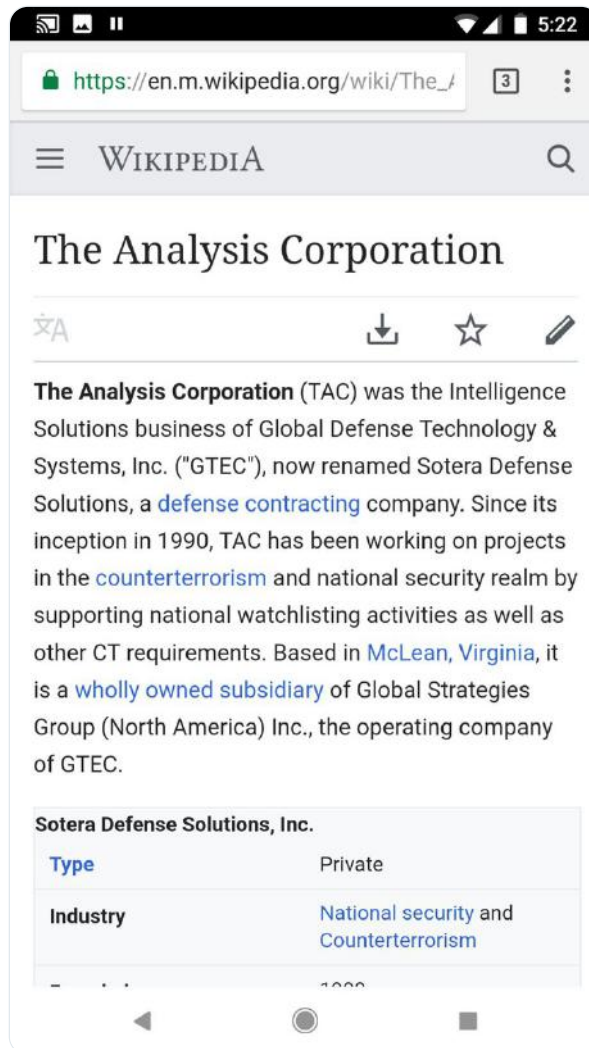 5:22
https://en.m.wikipedia.org/wiki/The_
3
WIKIPEDIA
The Analysis Corporation
The Analysis Corporation (TAC) was the Intelligence
Solutions business of Global Defense Technology &
Systems, Inc. ("GTEC"), now renamed Sotera Defense
Solutions, a defense contracting company. Since its
inception in 1990, TAC has been working on projects
in the counterterrorism and national security realm by
supporting national watchlisting activities as well as
other CT requirements. Based in McLean, Virginia, it
is a wholly owned subsidiary of Global Strategies
Group (North America) Inc., the operating company
of GTEC.
Sotera Defense Solutions, Inc.
Type Private
Industry National security and
Counterterrorism